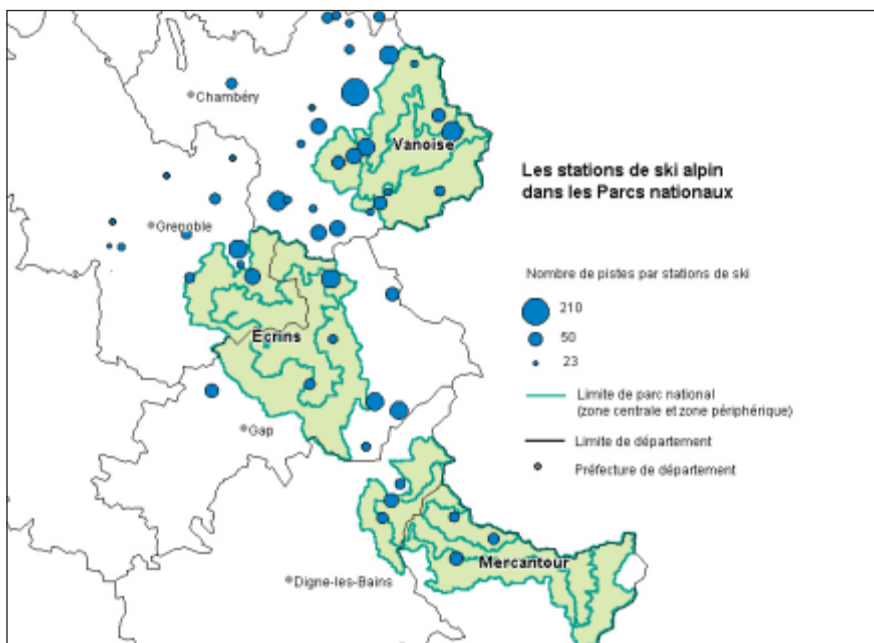 Chambéry
Vanoise
Les stations de ski alpin
dans les Parcs nationaux
Grenoble
Nombre de pistes par stations de ski
210
50
23
Ecrins
Limite de parc national
(zone centrale et zone périphérique)
Gap
Limite de département
Préfecture de département
Mercantour
Digne-les-Bains